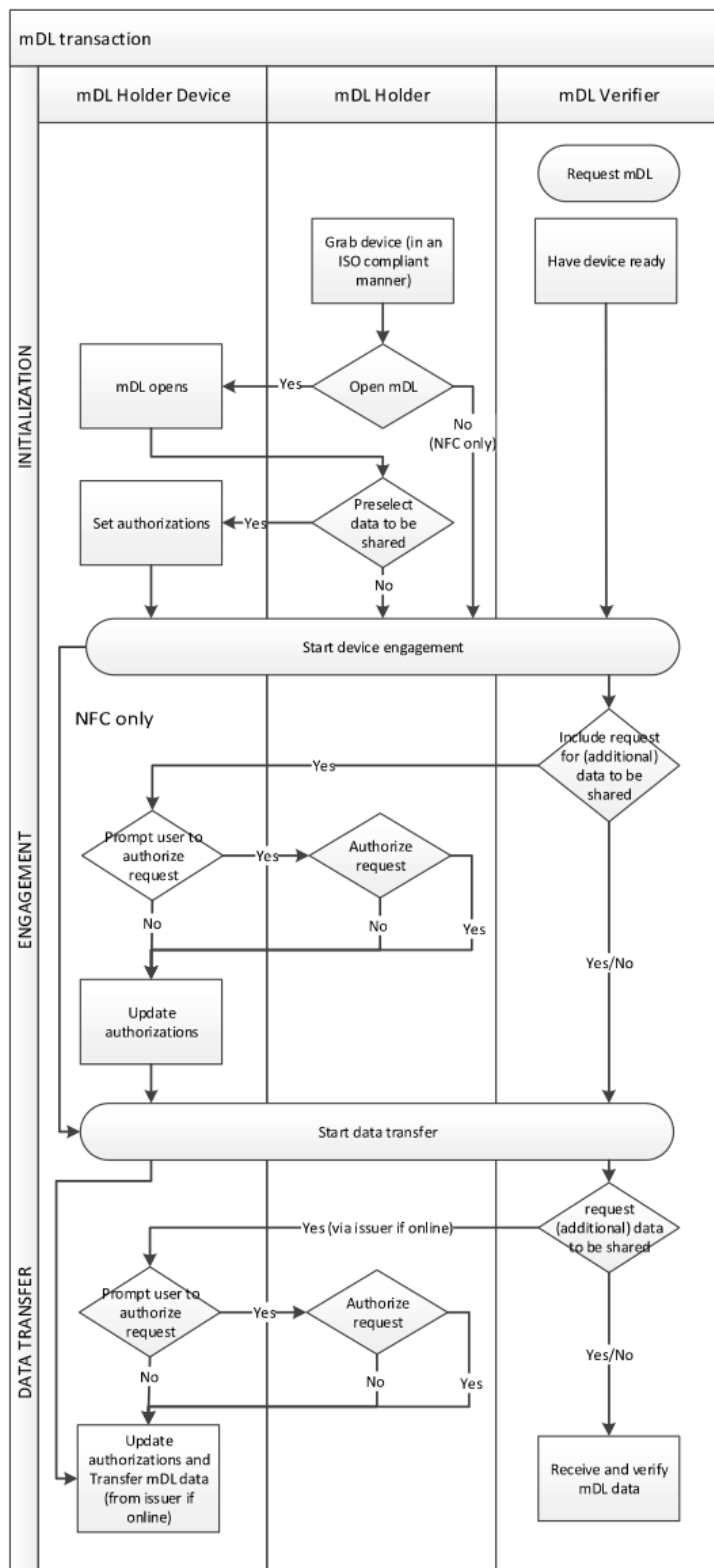 mDL transaction
mDL Holder Device
mDL Holder
mDL Verifier
INITIALIZATION
Request mDL
Grab device (in an
ISO compliant
manner)
Have device ready
mDL opens
Yes
Open mDL
No
(NFC only)
Set authorizations
Yes
Preselect
data to be
shared
No
Start device engagement
ENGAGEMENT
NFC only
Include request
for (additional)
data to be
shared
Yes
Prompt user to
authorize
request
Yes
Authorize
request
No
No
Yes
Yes/No
Update
authorizations
Start data transfer
DATA TRANSFER
request
(additional) data
to be shared
Yes (via issuer if online)
Prompt user to
authorize
request
Yes
Authorize
request
No
No
Yes
Yes/No
Update
authorizations and
Transfer mDL data
(from issuer if
online)
Receive and verify
mDL data